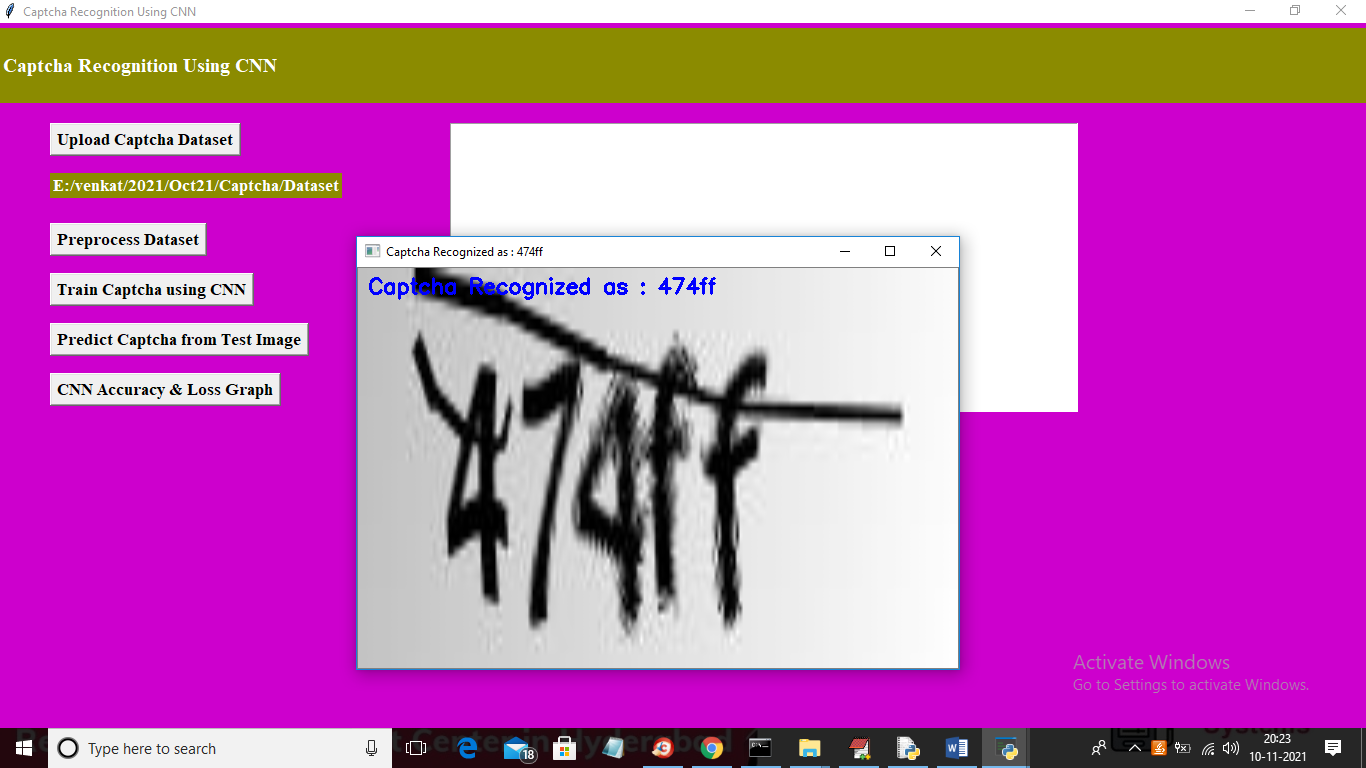 Captcha Recognition Using CNN
Captcha Recognition Using CNN
Upload Captcha Dataset
E:/venkat/2021/Oct21/Captcha/Dataset
Preprocess Dataset
Train Captcha using CNN
Predict Captcha from Test Image
CNN Accuracy & Loss Graph
Captcha Recognized as : 474ff
Captcha Recognized as : 474ff
474ff
Activate Windows
Go to Settings to activate Windows.
Type here to search
18
20:23
10-11-2021